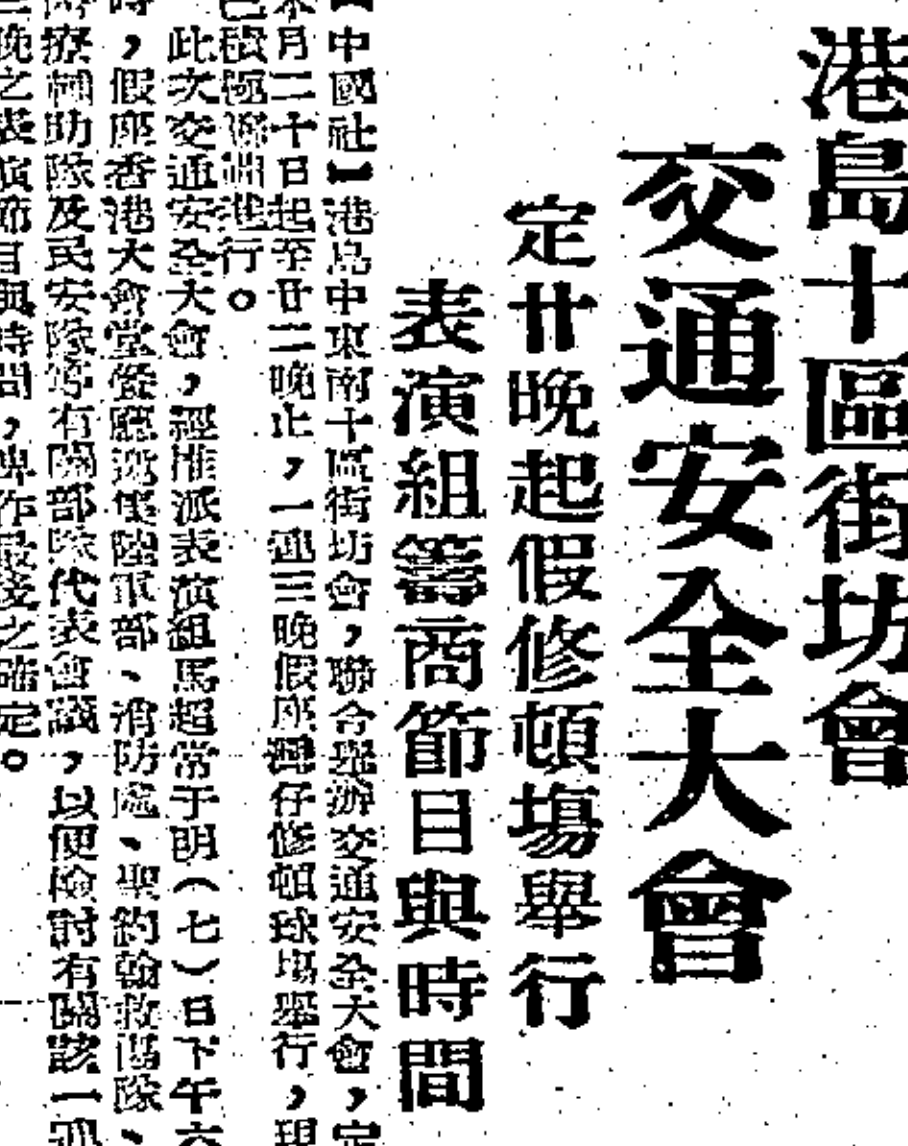 港島十區街坊會
交通安全大會
定廿晚起假修頓場舉行
表演組籌商節目與時間
【中國社】港島中東南十區街坊會，聯合舉辦交通安全大會，定
本月二十日起至廿二晚止，一連三晚假座灣仔修頓球場舉行，現
已積極籌備進行。
此次交通安全大會，經推派表演組馬超常于明（七）日下午六
時，假座香港大會堂餐廳邀集陸軍部、消防處、聖約翰救傷隊、
醫療輔助隊及民安隊等有關部隊代表會議，以便檢討有關該一連
三晚之表演節目與時間，俾作最後之確定。